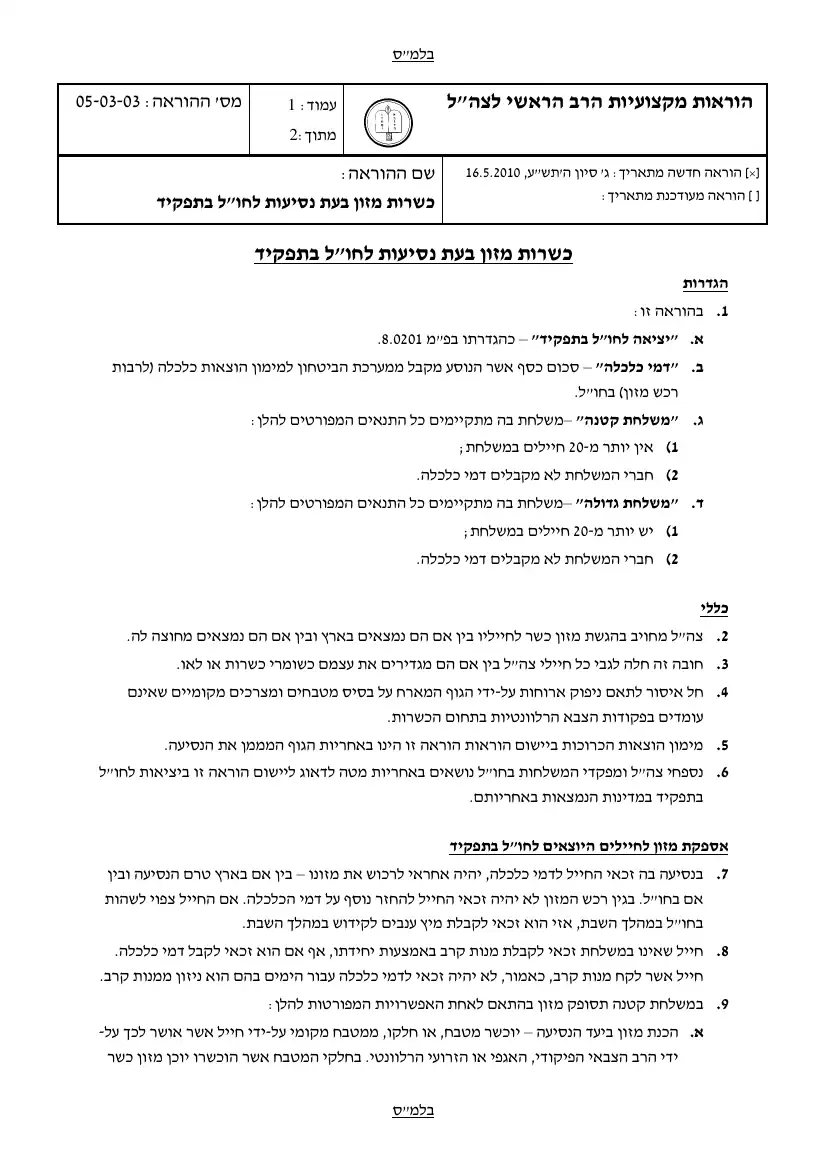 בלמ״ס
הוראות מקצועיות הרב הראשי לצה״ל
עמוד: 1
מתוך: 2
מס׳ ההוראה: 05-03-03
[×] הוראה חדשה מתאריך: ג׳ סיון ה׳תש״ע, 16.5.2010
[ ] הוראה מעודכנת מתאריך:
שם ההוראה:
כשרות מזון בעת נסיעות לחו״ל בתפקיד
כשרות מזון בעת נסיעות לחו״ל בתפקיד
הגדרות
1. בהוראה זו:
א. ״יציאה לחו״ל בתפקיד״ – כהגדרתו בפ״מ 8.0201.
ב. ״דמי כלכלה״ – סכום כסף אשר הנוסע מקבל ממערכת הביטחון למימון הוצאות כלכלה (לרבות
רכש מזון) בחו״ל.
ג. ״משלחת קטנה״ –משלחת בה מתקיימים כל התנאים המפורטים להלן:
1) אין יותר מ-20 חיילים במשלחת;
2) חברי המשלחת לא מקבלים דמי כלכלה.
ד. ״משלחת גדולה״ –משלחת בה מתקיימים כל התנאים המפורטים להלן:
1) יש יותר מ-20 חיילים במשלחת;
2) חברי המשלחת לא מקבלים דמי כלכלה.
כללי
2. צה״ל מחויב בהגשת מזון כשר לחייליו בין אם הם נמצאים בארץ ובין אם הם נמצאים מחוצה לה.
3. חובה זה חלה לגבי כל חיילי צה״ל בין אם הם מגדירים את עצמם כשומרי כשרות או לאו.
4. חל איסור לתאם ניפוק ארוחות על-ידי הגוף המארח על בסיס מטבחים ומצרכים מקומיים שאינם
עומדים בפקודות הצבא הרלוונטיות בתחום הכשרות.
5. מימון הוצאות הכרוכות ביישום הוראות הוראה זו הינו באחריות הגוף המממן את הנסיעה.
6. נספחי צה״ל ומפקדי המשלחות בחו״ל נושאים באחריות מטה לדאוג ליישום הוראה זו ביציאות לחו״ל
בתפקיד במדינות הנמצאות באחריותם.
אספקת מזון לחיילים היוצאים לחו״ל בתפקיד
7. בנסיעה בה זכאי החייל לדמי כלכלה, יהיה אחראי לרכוש את מזונו – בין אם בארץ טרם הנסיעה ובין
אם בחו״ל. בגין רכש המזון לא יהיה זכאי החייל להחזר נוסף על דמי הכלכלה. אם החייל צפוי לשהות
בחו״ל במהלך השבת, אזי הוא זכאי לקבלת מיץ ענבים לקידוש במהלך השבת.
8. חייל שאינו במשלחת זכאי לקבלת מנות קרב באמצעות יחידתו, אף אם הוא זכאי לקבל דמי כלכלה.
חייל אשר לקח מנות קרב, כאמור, לא יהיה זכאי לדמי כלכלה עבור הימים בהם הוא ניזון ממנות קרב.
9. במשלחת קטנה תסופק מזון בהתאם לאחת האפשרויות המפורטות להלן:
א. הכנת מזון ביעד הנסיעה – יוכשר מטבח, או חלקו, ממטבח מקומי על-ידי חייל אשר אושר לכך על-
ידי הרב הצבאי הפיקודי, האגפי או הזרועי הרלוונטי. בחלקי המטבח אשר הוכשרו יוכן מזון כשר
בלמ״ס